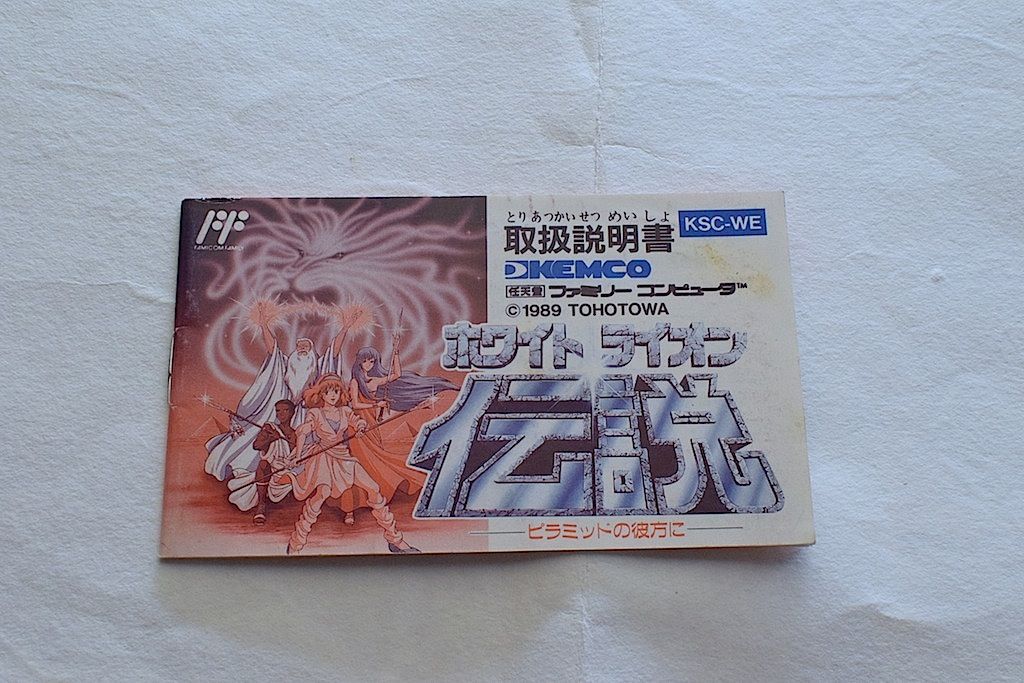 FAMICOM FAMILY
とりあつかいせつ めい しょ
取扱説明書
KSC-WE
KEMCO
任天堂 ファミリーコンピュータ™
©1989 TOHOTOWA
ホワイト ライオン
伝説
ピラミッドの彼方に